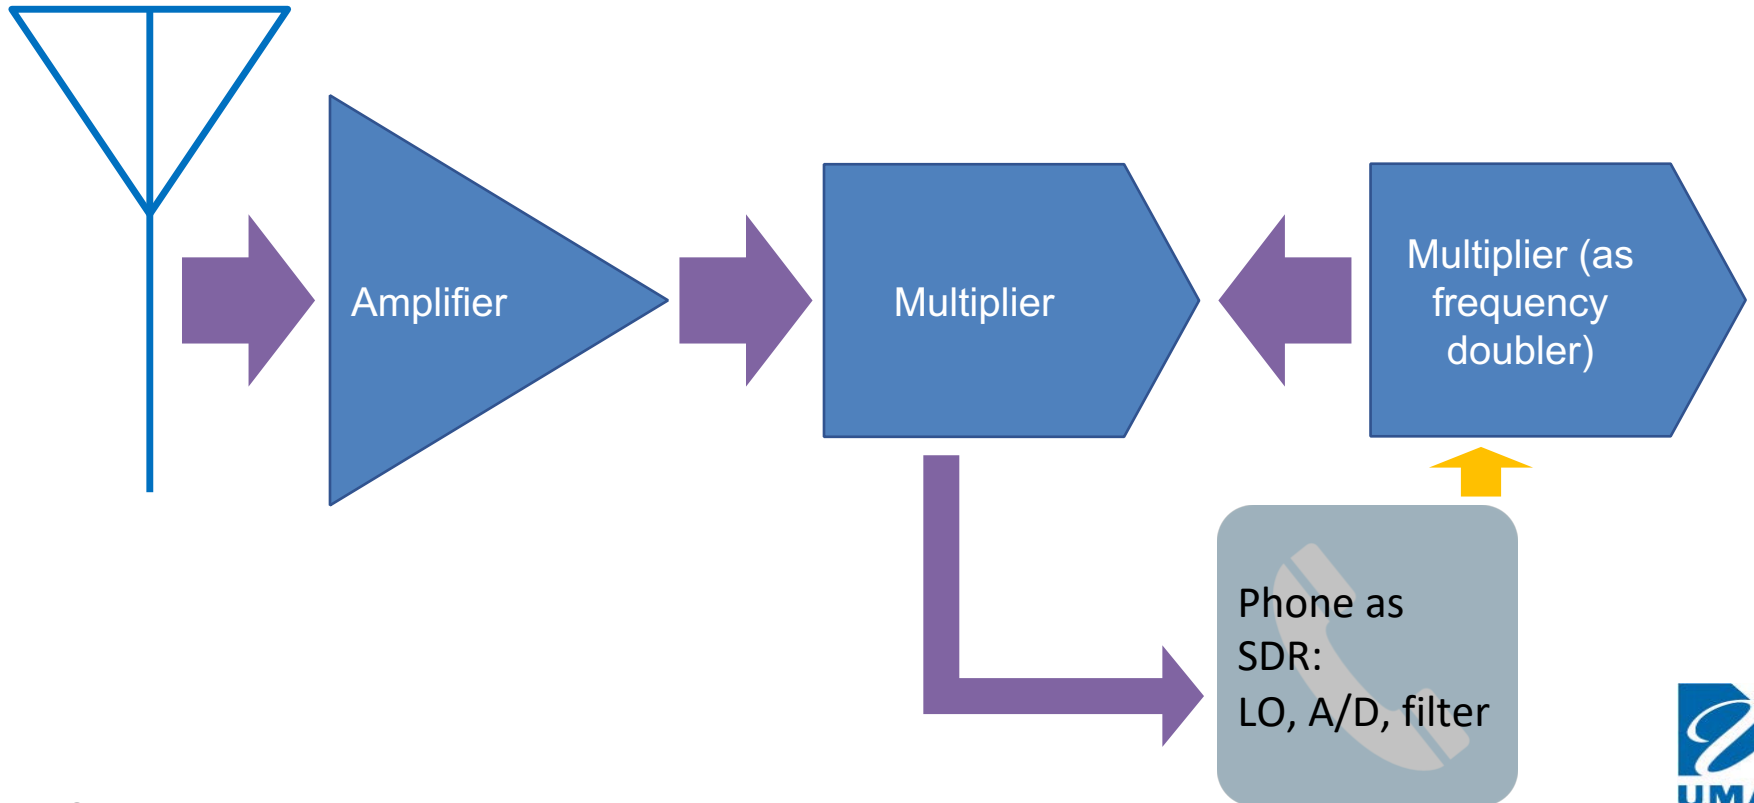 Amplifier
Multiplier
Multiplier (as
frequency
doubler)
Phone as
SDR:
LO, A/D, filter